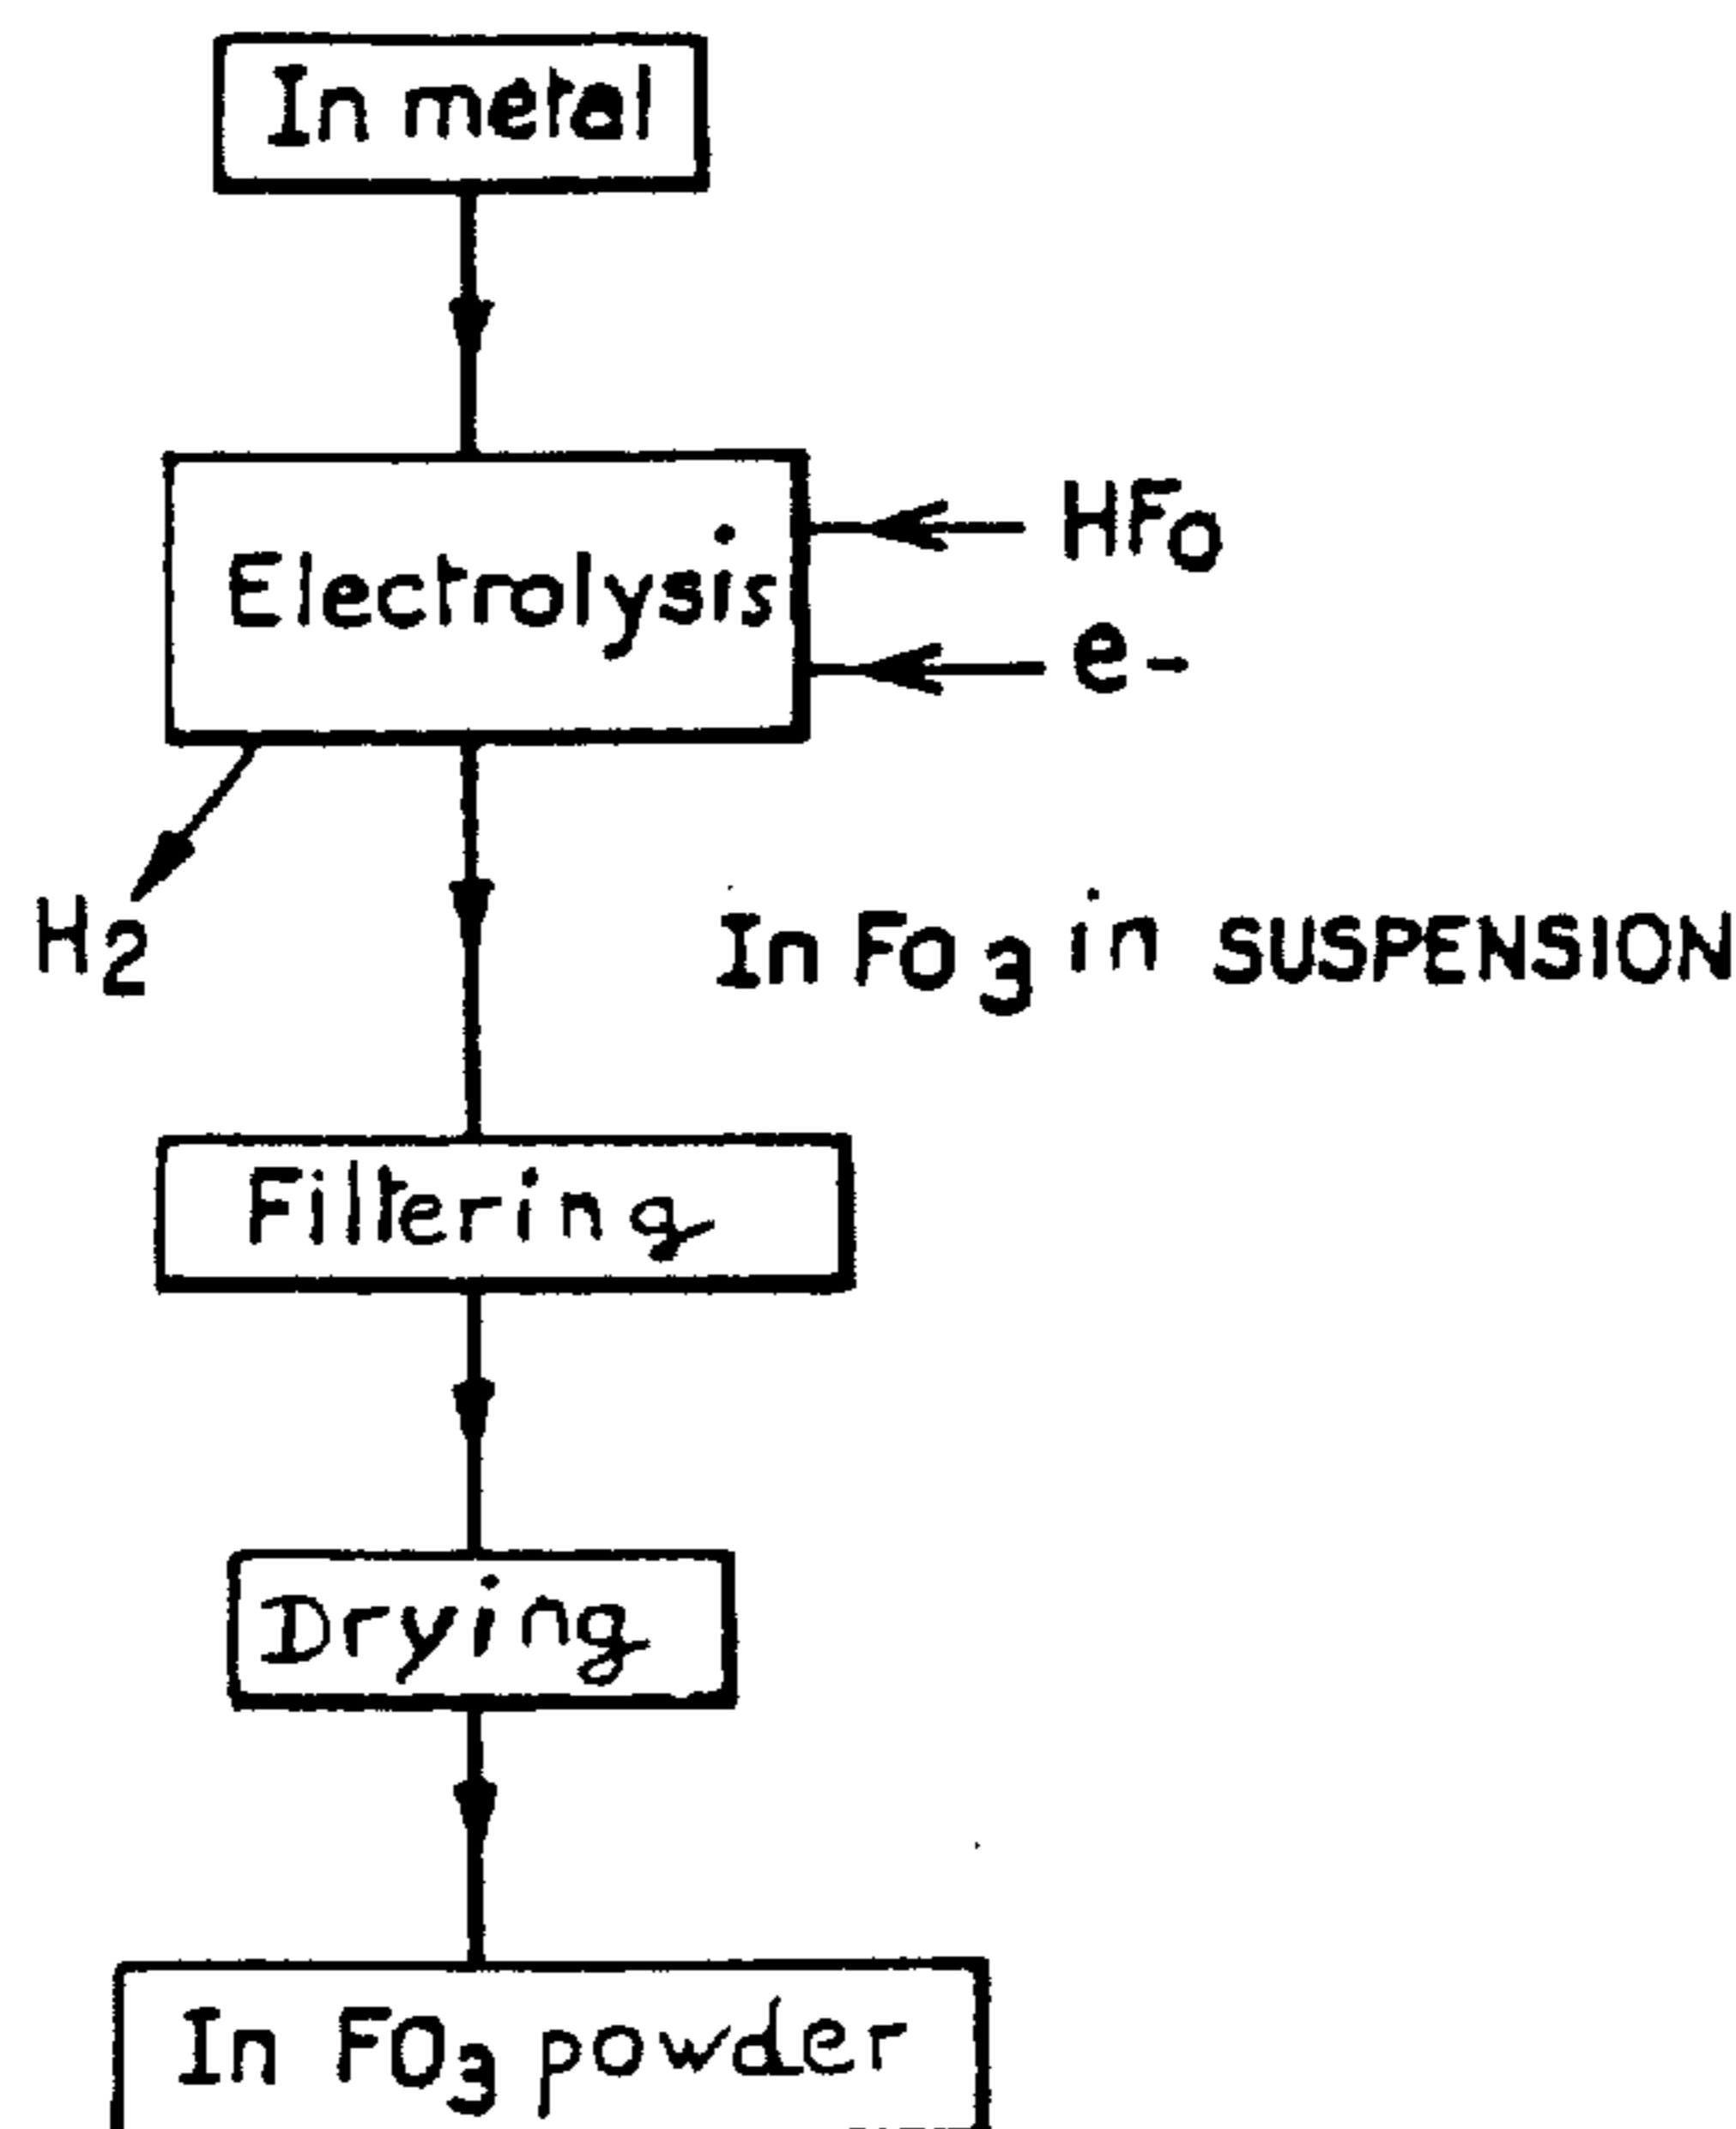 In metal
Electrolysis
HFo
e-
H2
In Fo3 in SUSPENSION
Filtering
Drying
In FO3 powder